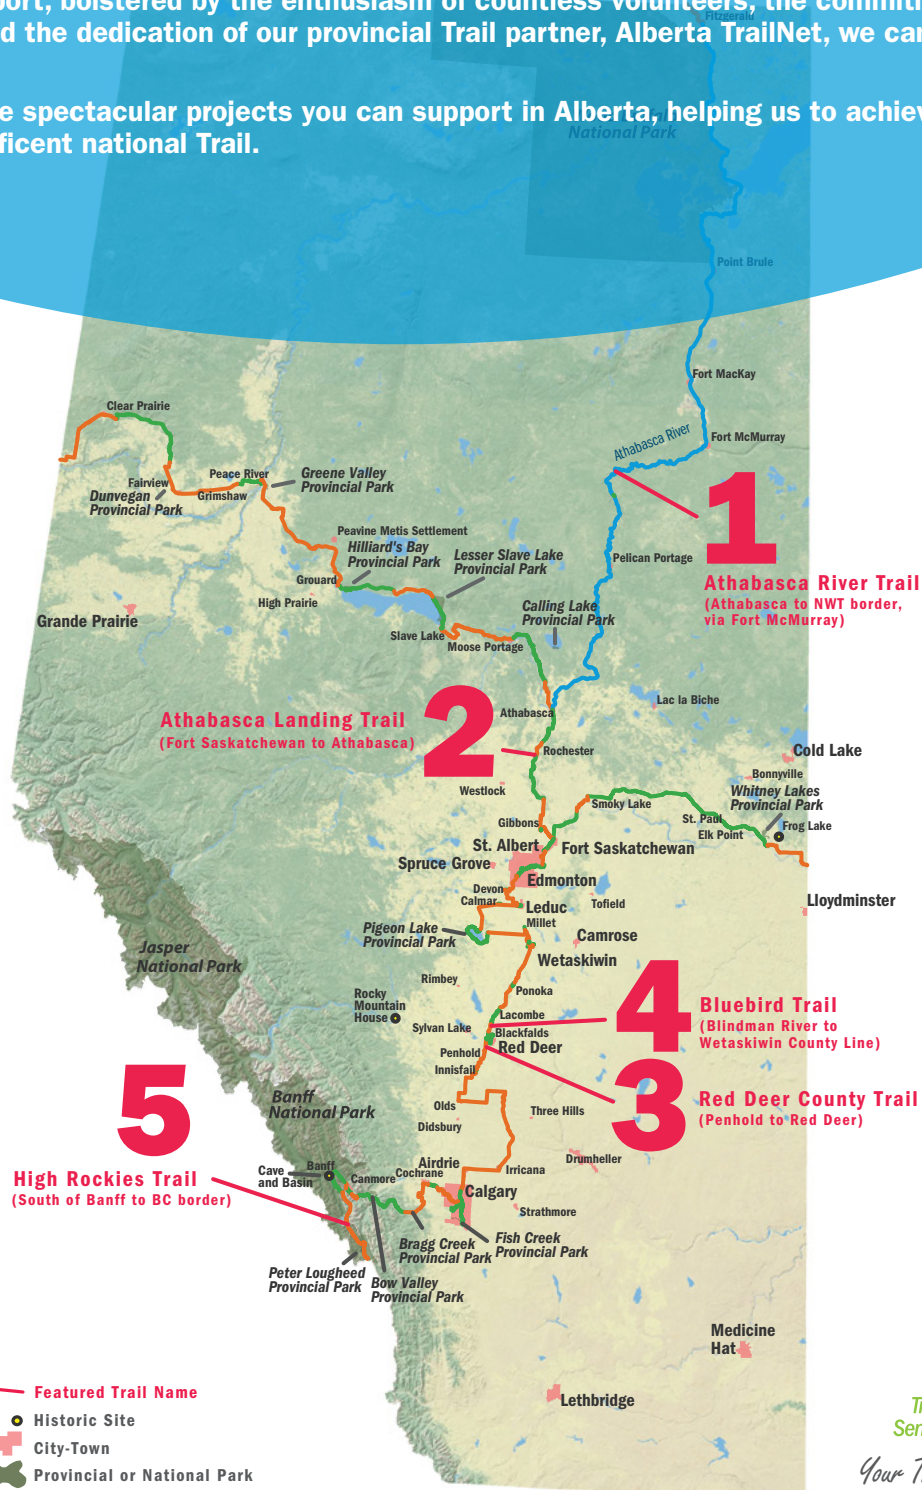 port, bolstered by the enthusiasm of countless volunteers, the
d the dedication of our provincial Trail partner, Alberta TrailNet, we
Fitzgerald
e spectacular projects you can support in Alberta, helping us to
National Park
ficent national Trail.
Point Brule
Fort MacKay
Clear Prairie
Athabasca River
Fort McMurray
Peace River
Greene Valley
Provincial Park
Fairview
Dunvegan
Provincial Park
Grimshaw
1
Peavine Metis Settlement
Hilliard's Bay
Provincial Park
Lesser Slave Lake
Provincial Park
Pelican Portage
Grouard
High Prairie
Athabasca River Trail
(Athabasca to NWT border,
via Fort McMurray)
Calling Lake
Provincial Park
Grande Prairie
Slave Lake
Moose Portage
Lac la Biche
2
Athabasca Landing Trail
(Fort Saskatchewan to Athabasca)
Athabasca
Rochester
Cold Lake
Bonnyville
Westlock
Whitney Lakes
Provincial Park
Smoky Lake
St. Paul
Gibbons
Frog Lake
Elk Point
St. Albert
Fort Saskatchewan
Spruce Grove
Edmonton
Devon
Calmar
Leduc
Tofield
Lloydminster
Millet
Pigeon Lake
Provincial Park
Camrose
Jasper
National Park
Wetaskiwin
Rimbey
Ponoka
Rocky
Mountain
House
4
Bluebird Trail
(Blindman River to
Wetaskiwin County Line)
Lacombe
Sylvan Lake
Blackfalds
Red Deer
Penhold
Innisfail
3
Red Deer County Trail
(Penhold to Red Deer)
5
Banff
National Park
Olds
Three Hills
Didsbury
Drumheller
Airdrie
Irricana
Cave
and Basin
Banff
Canmore
Cochrane
High Rockies Trail
(South of Banff to BC border)
Calgary
Strathmore
Bragg Creek
Provincial Park
Fish Creek
Provincial Park
Peter Lougheed
Provincial Park
Bow Valley
Provincial Park
Medicine
Hat
Lethbridge
Featured Trail Name
Historic Site
City-Town
Provincial or National Park
Your